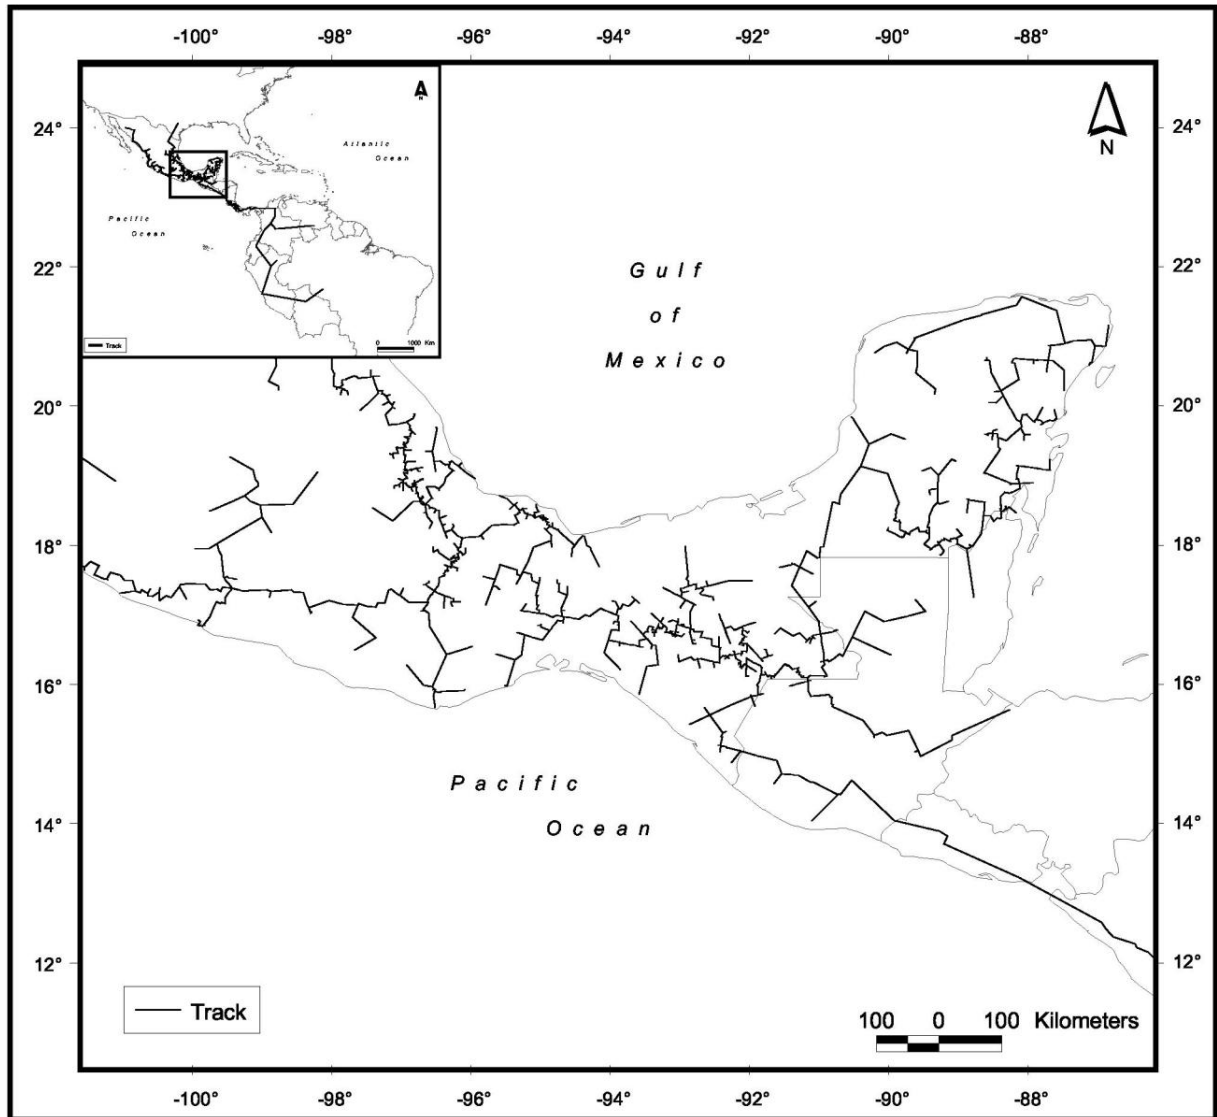 -100° -98° -96° -94° -92° -90° -88°
N
Atlantic
Ocean
Pacific
Ocean
Track
0 1000 Km
24° 24°
22° 22°
20° 20°
18° 18°
16° 16°
14° 14°
12° 12°
Gulf
of
Mexico
N
Pacific
Ocean
Track
100 0 100 Kilometers
-100° -98° -96° -94° -92° -90° -88°